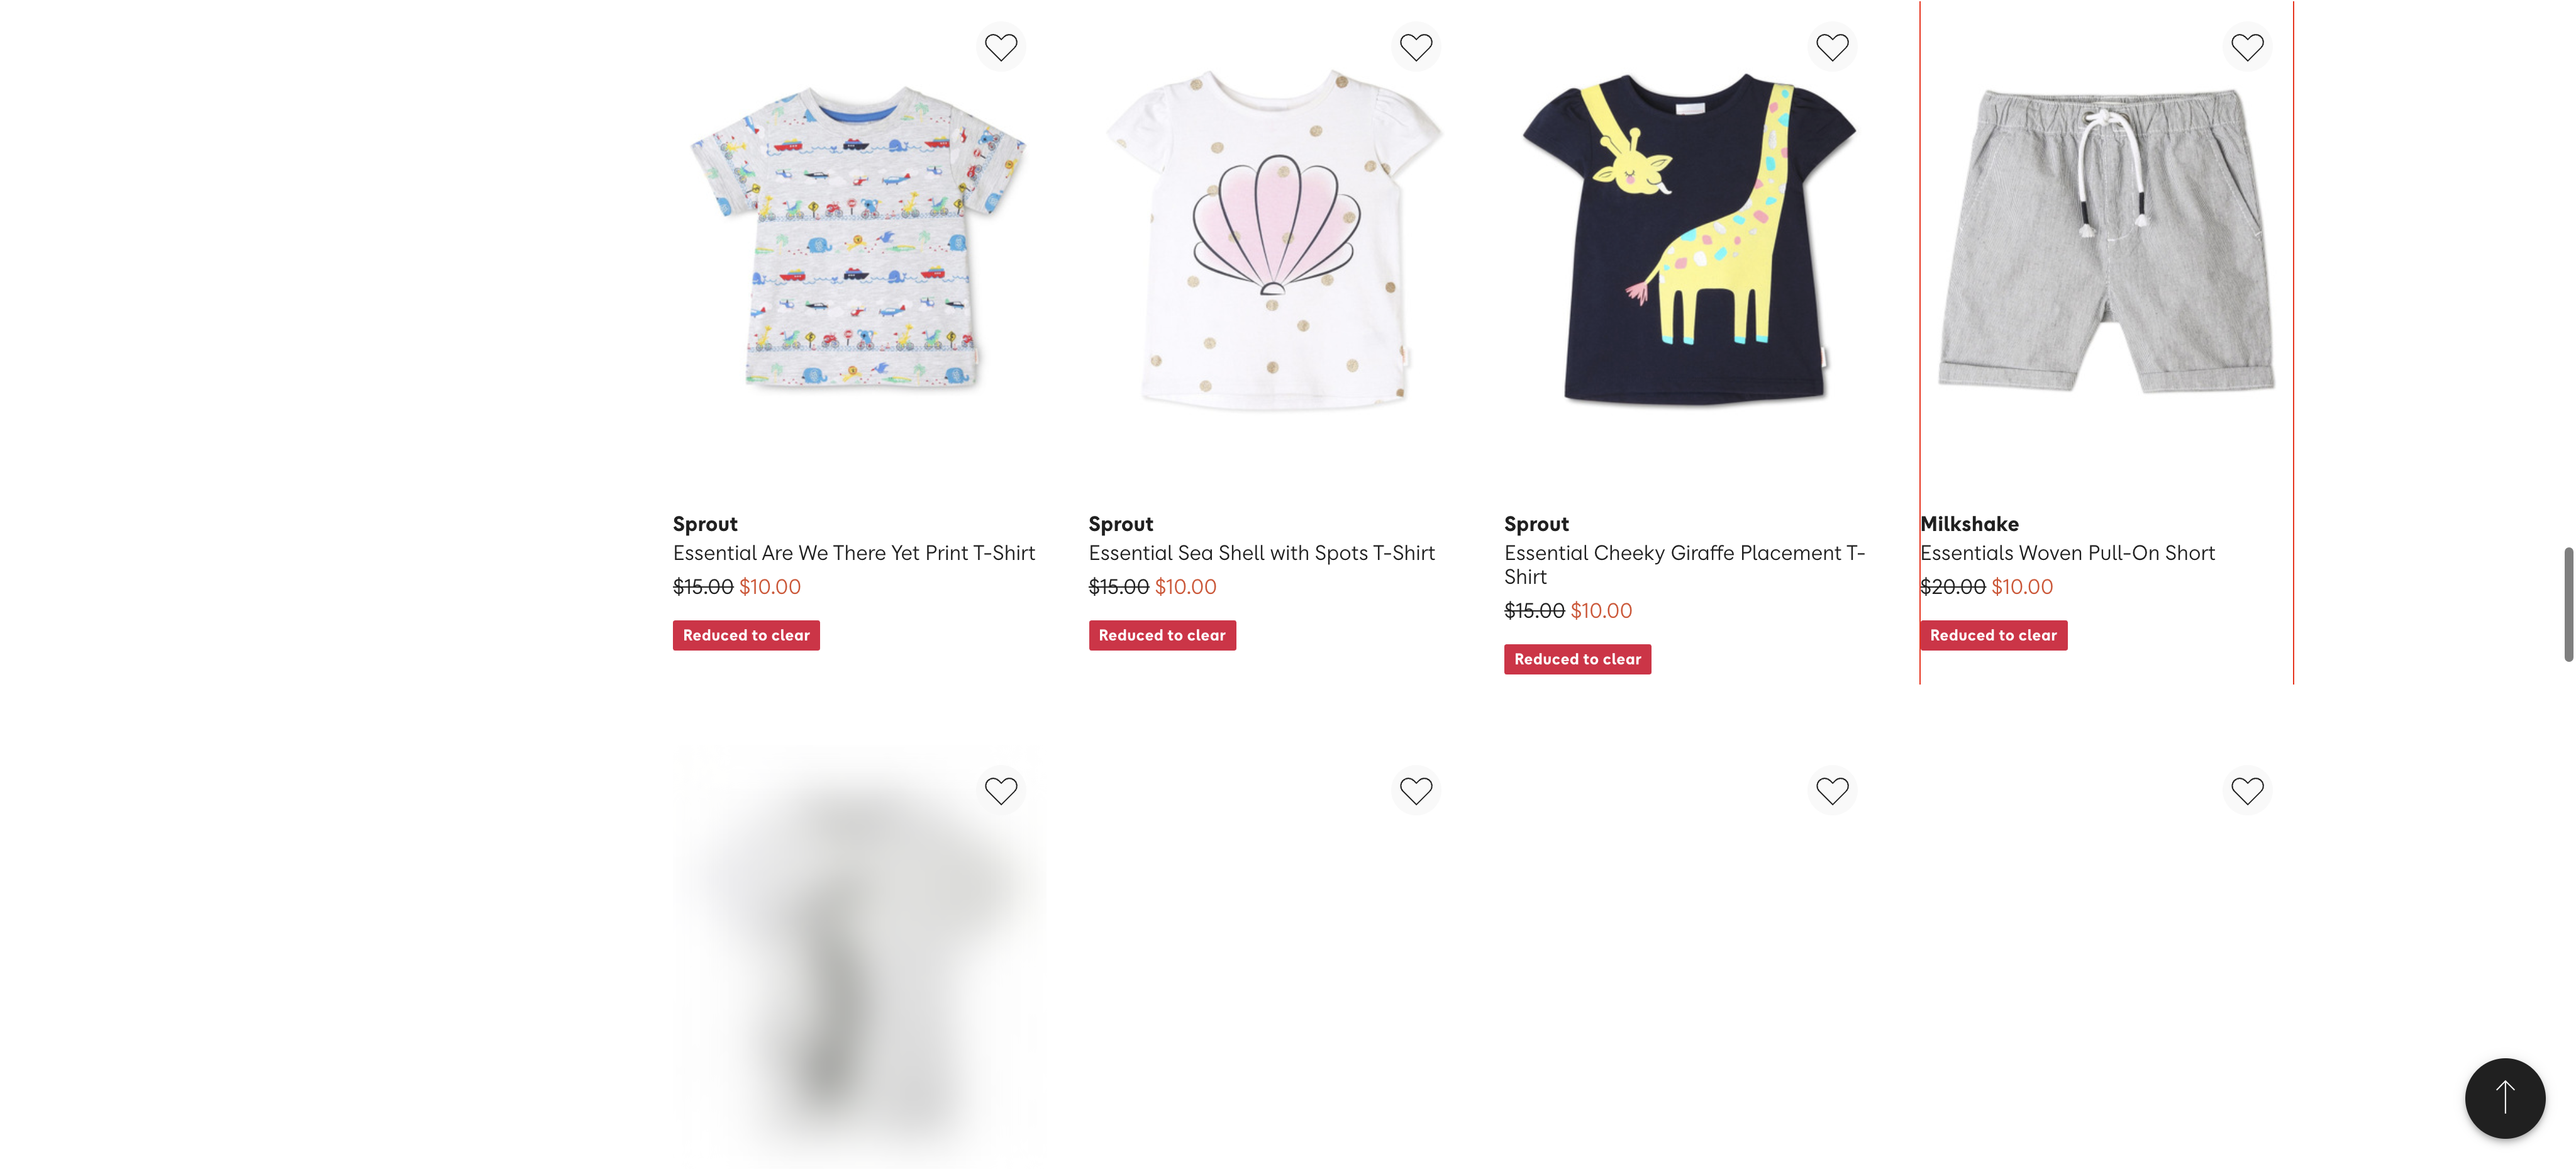 Sprout
Essential Are We There Yet Print T-Shirt
$15.00 $10.00
Reduced to clear
Sprout
Essential Sea Shell with Spots T-Shirt
$15.00 $10.00
Reduced to clear
Sprout
Essential Cheeky Giraffe Placement T-
Shirt
$15.00 $10.00
Reduced to clear
Milkshake
Essentials Woven Pull-On Short
$20.00 $10.00
Reduced to clear